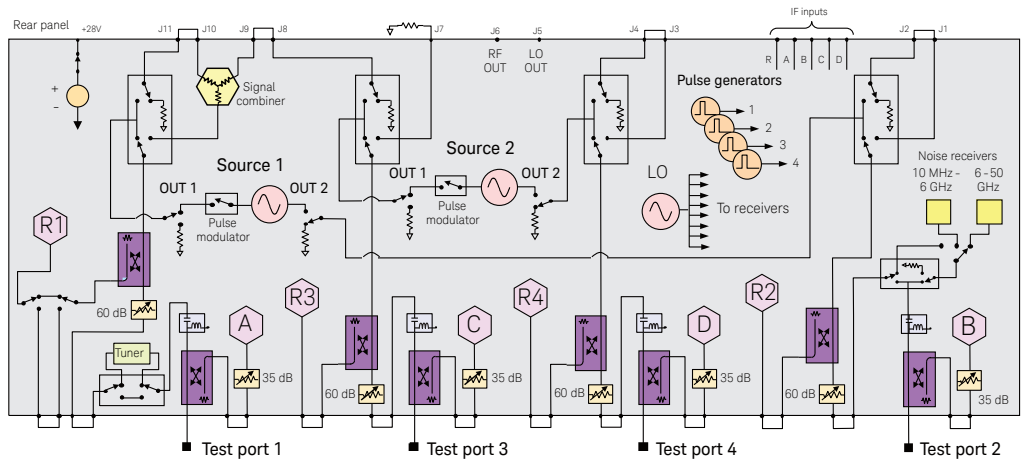 Rear panel
+28V
J11
J10
J9
J8
J7
J6
J5
J4
J3
J2
J1
RF
OUT
LO
OUT
IF inputs
R
A
B
C
D
+
-
Signal
combiner
Pulse generators
1
2
3
4
Source 1
OUT 1
OUT 2
Pulse
modulator
Source 2
OUT 1
OUT 2
Pulse
modulator
LO
To receivers
Noise receivers
10 MHz -
6 GHz
6 - 50
GHz
R1
60 dB
Tuner
A
35 dB
R3
60 dB
C
35 dB
R4
60 dB
D
35 dB
R2
60 dB
B
35 dB
Test port 1
Test port 3
Test port 4
Test port 2